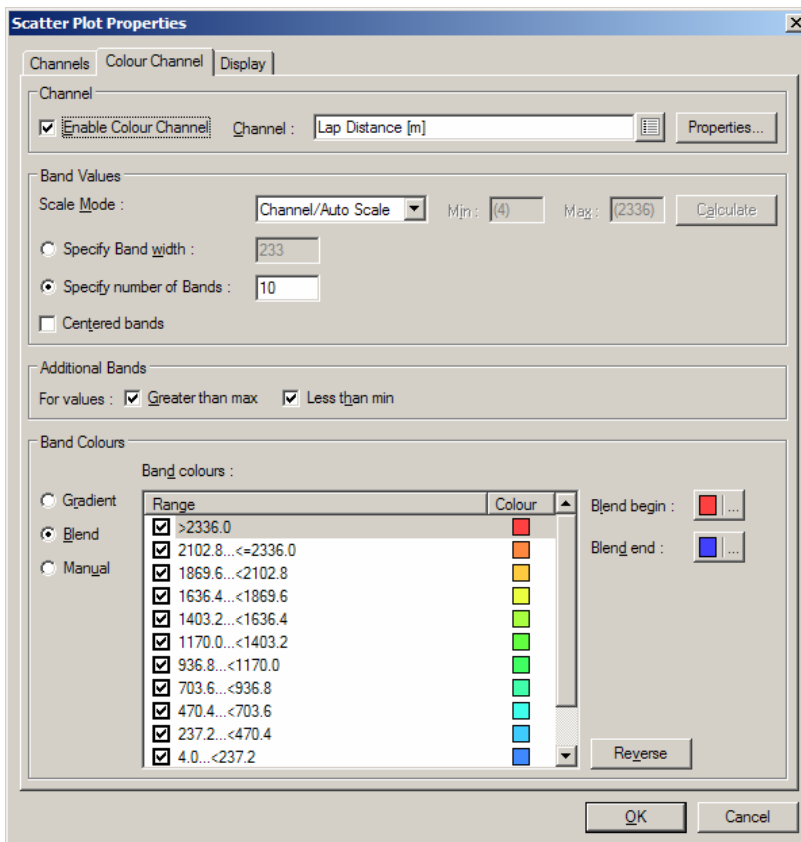 Scatter Plot Properties
Channels Colour Channel Display
Channel
Enable Colour Channel Channel : Lap Distance [m] Properties...
Band Values
Scale Mode : Channel/Auto Scale Min : (4) Max : (2336) Calculate
Specify Band width : 233
Specify number of Bands : 10
Centered bands
Additional Bands
For values : Greater than max Less than min
Band Colours
Band colours :
Gradient
Blend
Manual
Range Colour
>2336.0
2102.8...<=2336.0
1869.6...<2102.8
1636.4...<1869.6
1403.2...<1636.4
1170.0...<1403.2
936.8...<1170.0
703.6...<936.8
470.4...<703.6
237.2...<470.4
4.0...<237.2
Blend begin : ...
Blend end : ...
Reverse
OK Cancel